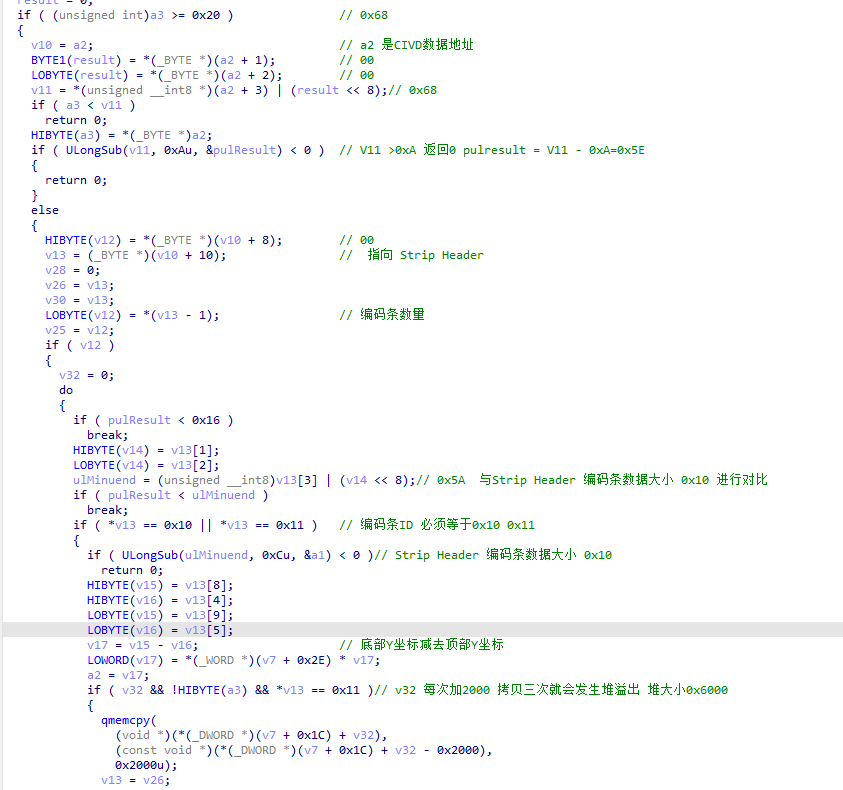 result = 0;
if ( (unsigned int)a3 >= 0x20 ) // 0x68
{
v10 = a2; // a2 是CIVD数据地址
BYTE1(result) = *(_BYTE *)(a2 + 1); // 00
LOBYTE(result) = *(_BYTE *)(a2 + 2); // 00
v11 = *(unsigned __int8 *)(a2 + 3) | (result << 8);// 0x68
if ( a3 < v11 )
return 0;
HIBYTE(a3) = *(_BYTE *)a2;
if ( ULongSub(v11, 0xAu, &pulResult) < 0 ) // V11 >0xA 返回0 pulresult = V11 - 0xA=0x5E
{
return 0;
}
else
{
HIBYTE(v12) = *(_BYTE *)(v10 + 8); // 00
v13 = (_BYTE *)(v10 + 10); // 指向 Strip Header
v28 = 0;
v26 = v13;
v30 = v13;
LOBYTE(v12) = *(v13 - 1); // 编码条数量
v25 = v12;
if ( v12 )
{
v32 = 0;
do
{
if ( pulResult < 0x16 )
break;
HIBYTE(v14) = v13[1];
LOBYTE(v14) = v13[2];
ulMinuend = (unsigned __int8)v13[3] | (v14 << 8);// 0x5A 与Strip Header 编码条数据大小 0x10 进行对比
if ( pulResult < ulMinuend )
break;
if ( *v13 == 0x10 || *v13 == 0x11 ) // 编码条ID 必须等于0x10 0x11
{
if ( ULongSub(ulMinuend, 0xCu, &a1) < 0 )// Strip Header 编码条数据大小 0x10
return 0;
HIBYTE(v15) = v13[8];
HIBYTE(v16) = v13[4];
LOBYTE(v15) = v13[9];
LOBYTE(v16) = v13[5];
v17 = v15 - v16; // 底部Y坐标减去顶部Y坐标
LOWORD(v17) = *(_WORD *)(v7 + 0x2E) * v17;
a2 = v17;
if ( v32 && !HIBYTE(a3) && *v13 == 0x11 )// v32 每次加2000 拷贝三次就会发生堆溢出 堆大小0x6000
{
qmemcpy(
(void *)(*(_DWORD *)(v7 + 0x1C) + v32),
(const void *)(*(_DWORD *)(v7 + 0x1C) + v32 - 0x2000),
0x2000u);
v13 = v26;